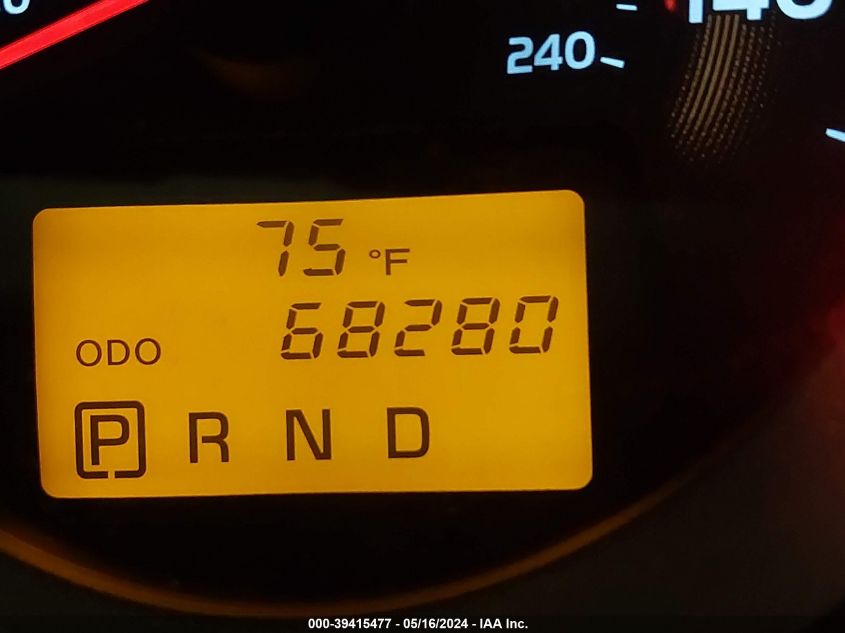 240
75 °F
ODO 68280
P R N D
000-39415477 - 05/16/2024 - IAA Inc.